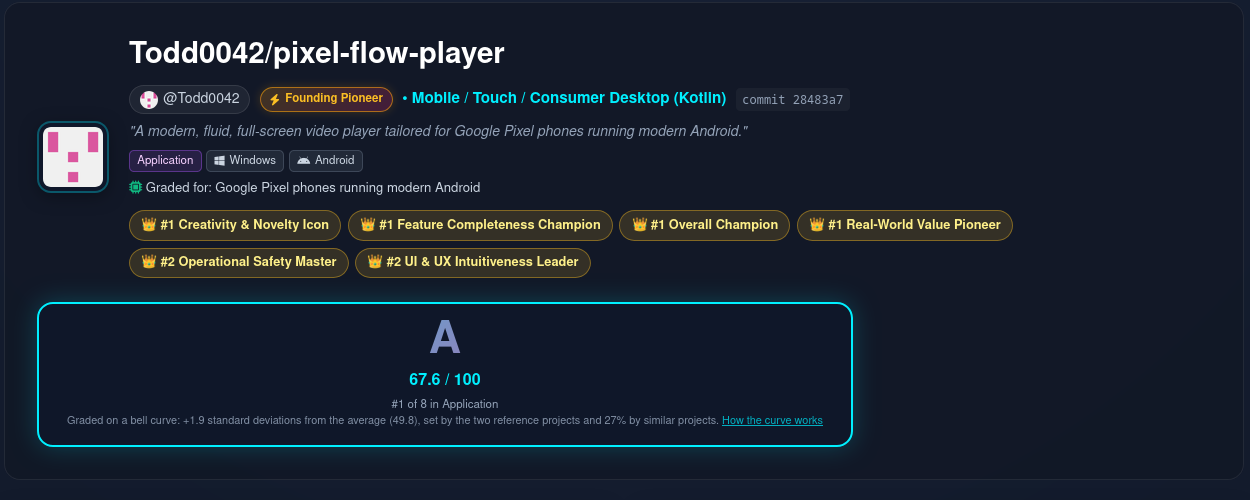 Todd0042/pixel-flow-player
@Todd0042 Founding Pioneer • Mobile / Touch / Consumer Desktop (Kotlin) commit 28483a7
"A modern, fluid, full-screen video player tailored for Google Pixel phones running modern Android."
Application Windows Android
Graded for: Google Pixel phones running modern Android
#1 Creativity & Novelty Icon #1 Feature Completeness Champion #1 Overall Champion #1 Real-World Value Pioneer
#2 Operational Safety Master #2 UI & UX Intuitiveness Leader
A
67.6 / 100
#1 of 8 in Application
Graded on a bell curve: +1.9 standard deviations from the average (49.8), set by the two reference projects and 27% by similar projects. How the curve works